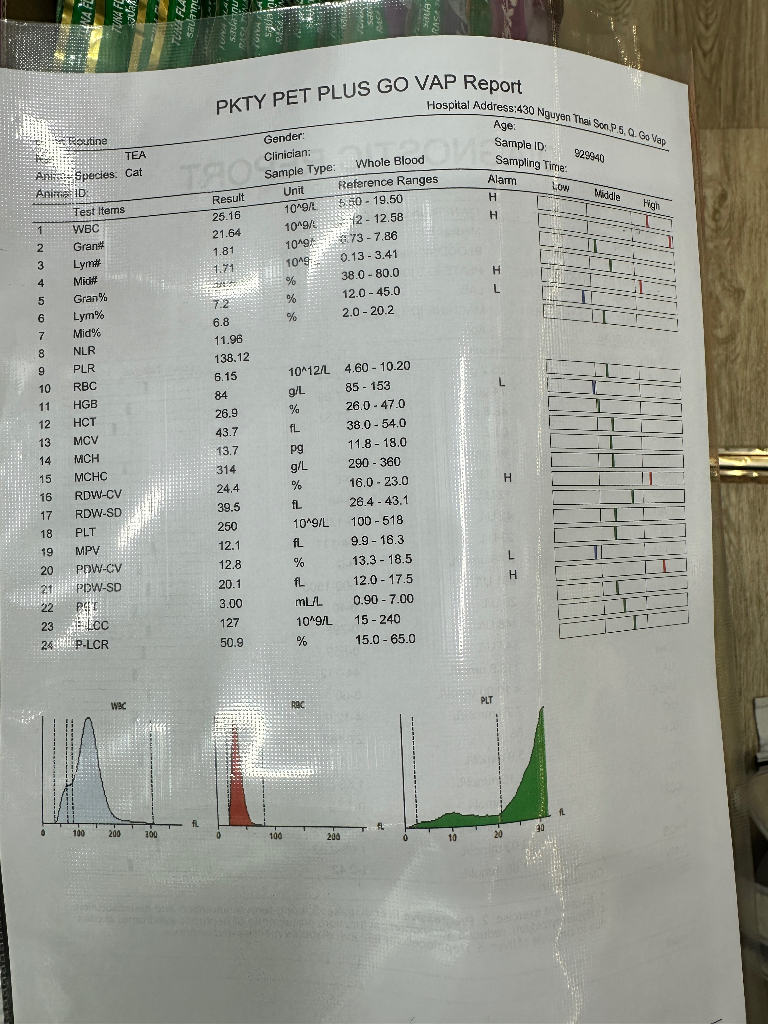 TUNA FLA
TUNA FLA
PKTY PET PLUS GO VAP Report
Hospital Address:430 Nguyen Thai Son,P.5, Q. Go Vap
Routine Gender: Age:
TEA Clinician: Sample ID: 929940
Species: Cat Sample Type: Whole Blood Sampling Time:
ID:
Test Items Result Unit Reference Ranges Alarm Low Middle High
1 WBC 25.16 10^9/L 5.50 - 19.50 H
2 Gran# 21.64 10^9/L 12.58 H
3 Lym# 1.81 10^9/ 0.73 - 7.86
4 Mid# 1.71 10^9 0.13 - 3.41
5 Gran% % 38.0 - 80.0 H
6 Lym% 7.2 % 12.0 - 45.0 L
7 Mid% 6.8 % 2.0 - 20.2
8 NLR 11.96
9 PLR 138.12
10 RBC 6.15 10^12/L 4.60 - 10.20
11 HGB 84 g/L 85 - 153 L
12 HCT 26.9 % 26.0 - 47.0
13 MCV 43.7 fL 38.0 - 54.0
14 MCH 13.7 pg 11.8 - 18.0
15 MCHC 314 g/L 290 - 360
16 RDW-CV 24.4 % 16.0 - 23.0 H
17 RDW-SD 39.5 fL 26.4 - 43.1
18 PLT 250 10^9/L 100 - 518
19 MPV 12.1 fL 9.9 - 16.3
20 PDW-CV 12.8 % 13.3 - 18.5 L
21 PDW-SD 20.1 fL 12.0 - 17.5 H
22 PCT 3.00 mL/L 0.90 - 7.00
23 P-LCC 127 10^9/L 15 - 240
24 P-LCR 50.9 % 15.0 - 65.0
WBC RBC PLT
0 100 200 300 fL
0 100 200 fL
0 10 20 30 fL